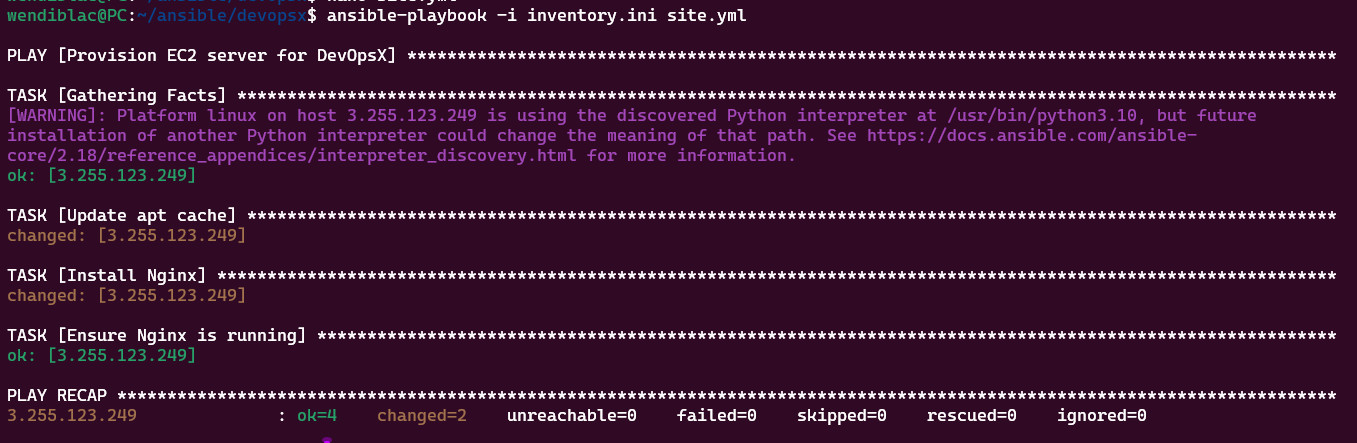 wendiblac@PC:~/ansible/devopsx$ ansible-playbook -i inventory.ini site.yml
PLAY [Provision EC2 server for DevOpsX] *********************************************************************************************
TASK [Gathering Facts] **************************************************************************************************************
[WARNING]: Platform linux on host 3.255.123.249 is using the discovered Python interpreter at /usr/bin/python3.10, but future
installation of another Python interpreter could change the meaning of that path. See https://docs.ansible.com/ansible-
core/2.18/reference_appendices/interpreter_discovery.html for more information.
ok: [3.255.123.249]
TASK [Update apt cache] *************************************************************************************************************
changed: [3.255.123.249]
TASK [Install Nginx] ****************************************************************************************************************
changed: [3.255.123.249]
TASK [Ensure Nginx is running] ******************************************************************************************************
ok: [3.255.123.249]
PLAY RECAP **************************************************************************************************************************
3.255.123.249              : ok=4    changed=2    unreachable=0    failed=0    skipped=0    rescued=0    ignored=0